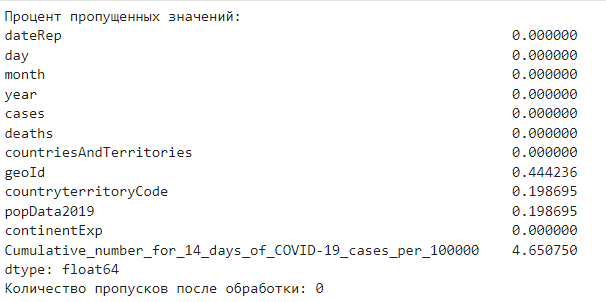 Процент пропущенных значений:
dateRep 0.000000
day 0.000000
month 0.000000
year 0.000000
cases 0.000000
deaths 0.000000
countriesAndTerritories 0.000000
geoId 0.444236
countryterritoryCode 0.198695
popData2019 0.198695
continentExp 0.000000
Cumulative_number_for_14_days_of_COVID-19_cases_per_100000 4.650750
dtype: float64
Количество пропусков после обработки: 0